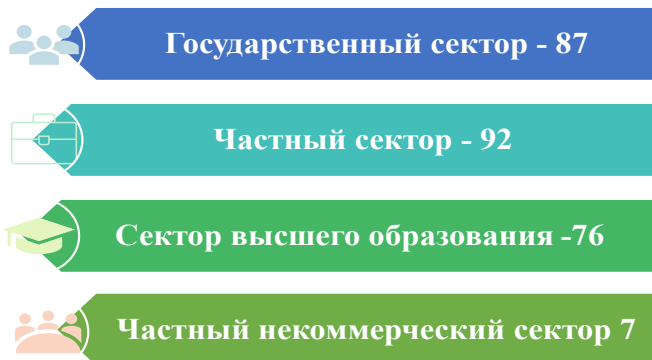 Государственный сектор - 87
Частный сектор - 92
Сектор высшего образования -76
Частный некоммерческий сектор 7